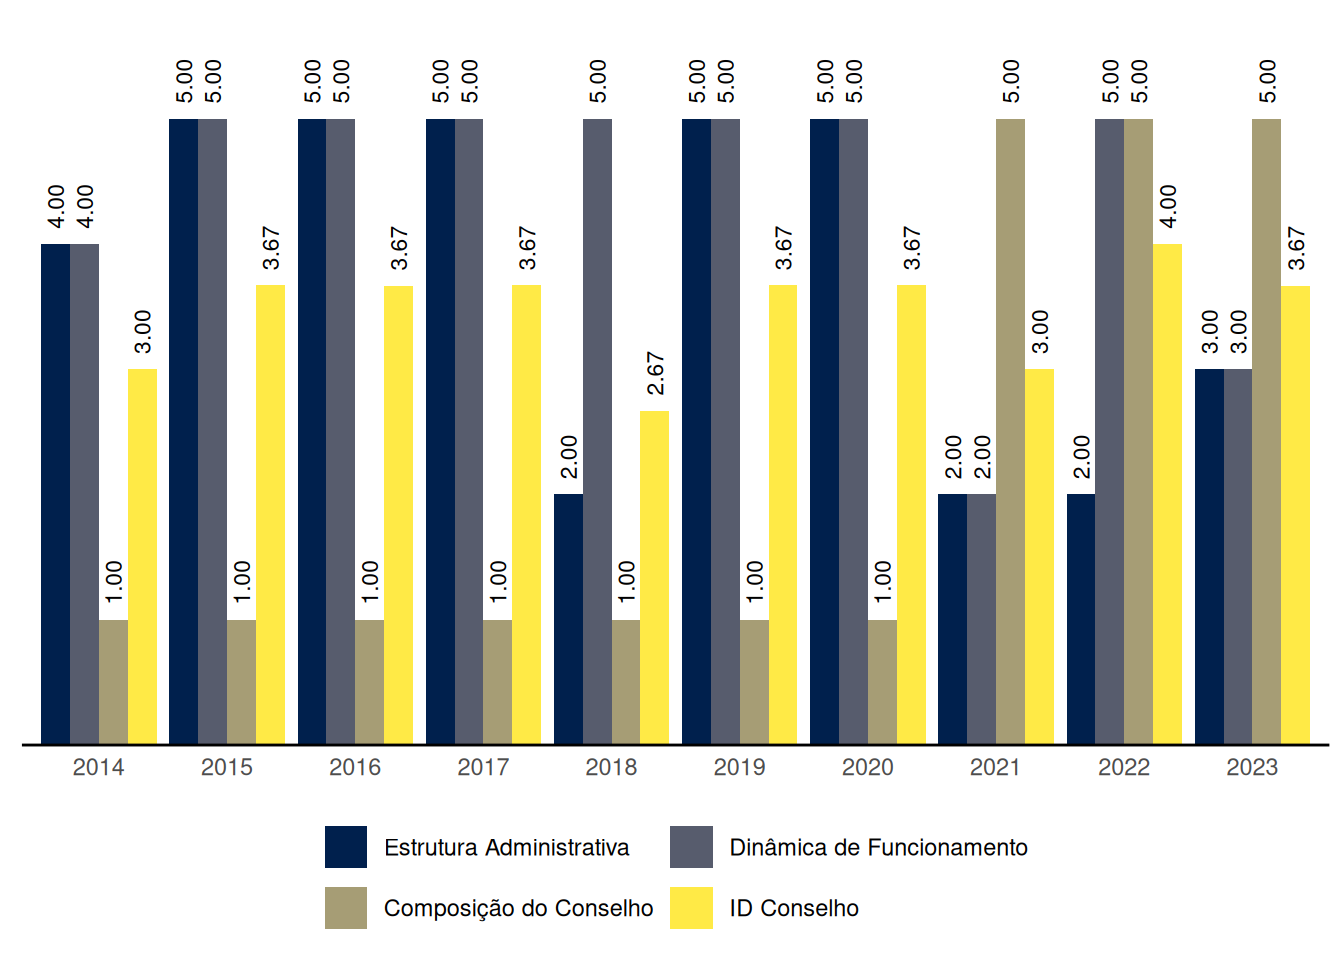 5.00 5.00 5.00 5.00 5.00 5.00 5.00 5.00 5.00 5.00 5.00 5.00 5.00 5.00 5.00
4.00 4.00 4.00
3.67 3.67 3.67 3.67 3.67 3.67
3.00 3.00 3.00 3.00
2.67
2.00 2.00 2.00 2.00
1.00 1.00 1.00 1.00 1.00 1.00 1.00
2014 2015 2016 2017 2018 2019 2020 2021 2022 2023
Estrutura Administrativa Dinâmica de Funcionamento
Composição do Conselho ID Conselho